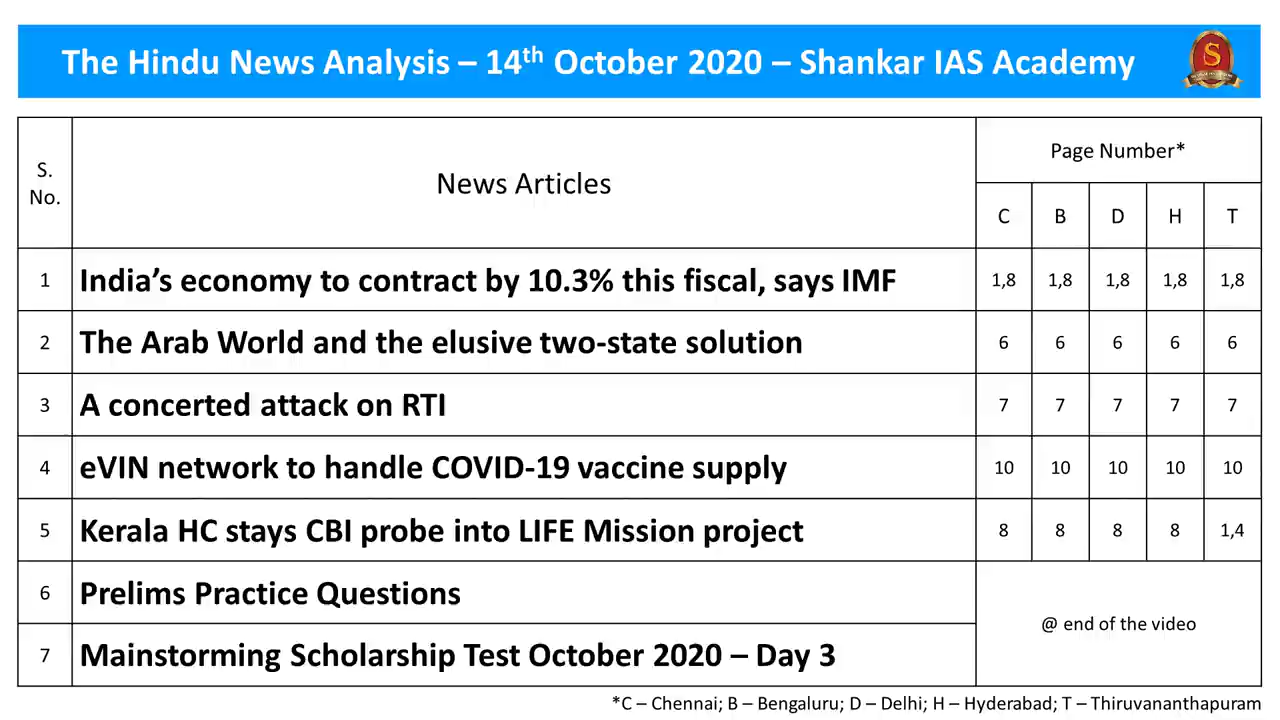 The Hindu News Analysis – 14th October 2020 – Shankar IAS Academy
S
S. No.
News Articles
Page Number*
C B D H T
1 India’s economy to contract by 10.3% this fiscal, says IMF 1,8 1,8 1,8 1,8 1,8
2 The Arab World and the elusive two-state solution 6 6 6 6 6
3 A concerted attack on RTI 7 7 7 7 7
4 eVIN network to handle COVID-19 vaccine supply 10 10 10 10 10
5 Kerala HC stays CBI probe into LIFE Mission project 8 8 8 8 1,4
6 Prelims Practice Questions
@ end of the video
7 Mainstorming Scholarship Test October 2020 – Day 3
*C – Chennai; B – Bengaluru; D – Delhi; H – Hyderabad; T – Thiruvananthapuram